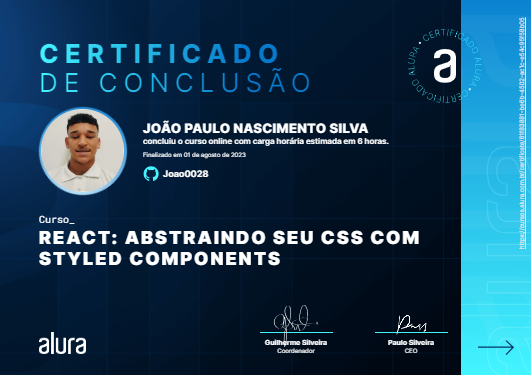 CERTIFICADO
DE CONCLUSÃO
CERTIFICADO ALURA • CERTIFICADO ALURA •
a
JOÃO PAULO NASCIMENTO SILVA
concluiu o curso online com carga horária estimada em 6 horas.
Finalizado em 01 de agosto de 2023
Joao0028
Curso_
REACT: ABSTRAINDO SEU CSS COM
STYLED COMPONENTS
Guilherme Silveira
Coordenador
Paulo Silveira
CEO
alura